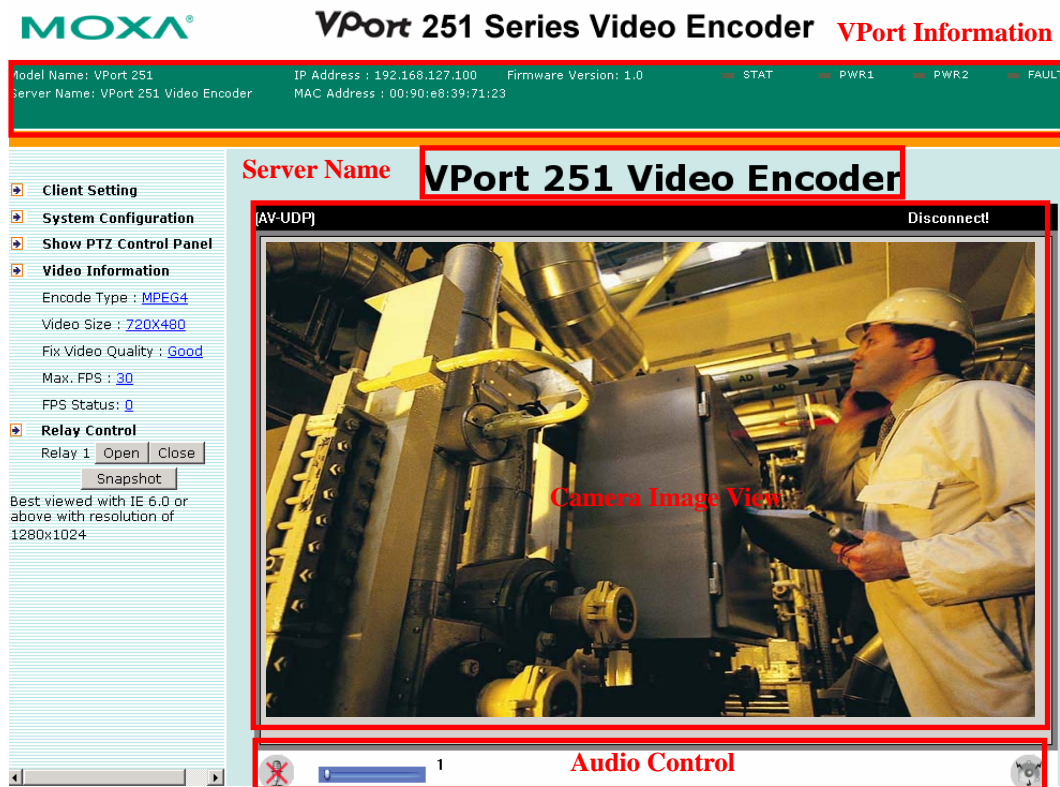 MOXA®
VPort 251 Series Video Encoder
VPort Information
Model Name: VPort 251
IP Address : 192.168.127.100
Firmware Version: 1.0
STAT
PWR1
PWR2
FAUL
Server Name: VPort 251 Video Encoder
MAC Address : 00:90:e8:39:71:23
Server Name
VPort 251 Video Encoder
Client Setting
System Configuration
Show PTZ Control Panel
Video Information
Encode Type : MPEG4
Video Size : 720X480
Fix Video Quality : Good
Max. FPS : 30
FPS Status: 0
Relay Control
Relay 1 Open Close
Snapshot
Best viewed with IE 6.0 or
above with resolution of
1280x1024
(AV-UDP)
Disconnect!
AD
AD
Camera Image View
1
Audio Control